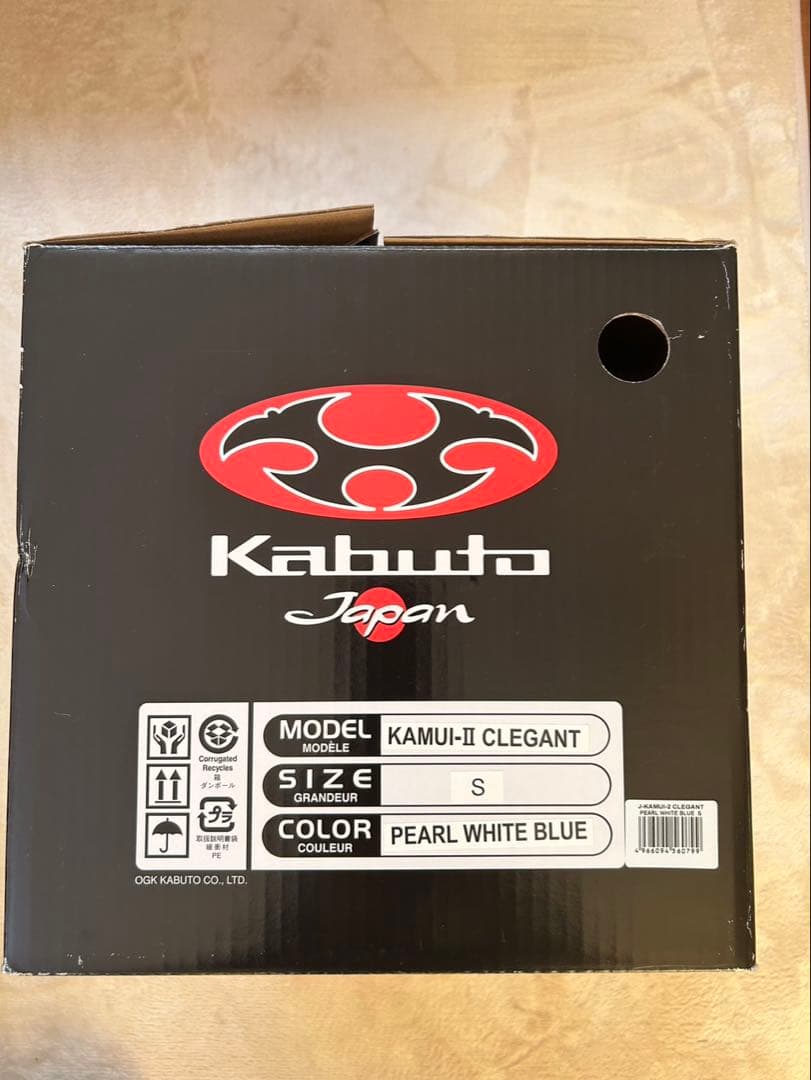 Kabuto
Japan
Corrugated
Recycles
箱
ダンボール
プラ
取扱説明書袋
緩衝材
PE
MODEL
MODÈLE
KAMUI-II CLEGANT
SIZE
GRANDEUR
S
COLOR
COULEUR
PEARL WHITE BLUE
J-KAMUI-2 CLEGANT
PEARL WHITE BLUE S
4966094560799
OGK KABUTO CO., LTD.